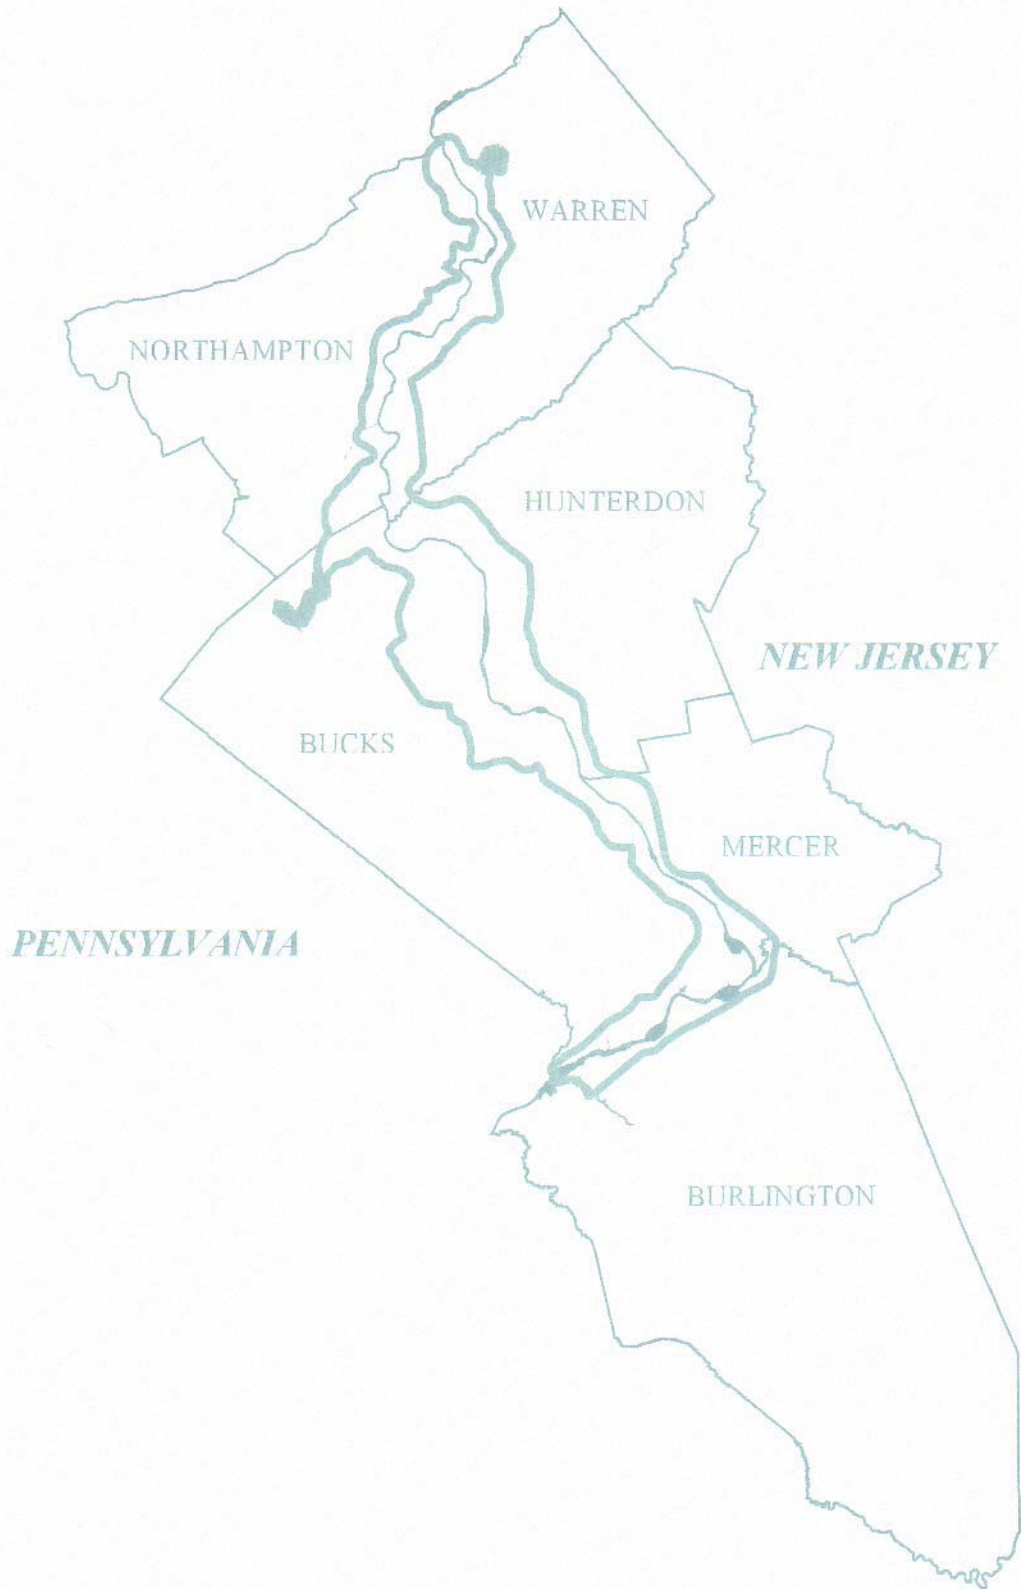 WARREN
NORTHAMPTON
HUNTERDON
NEW JERSEY
BUCKS
MERCER
PENNSYLVANIA
BURLINGTON